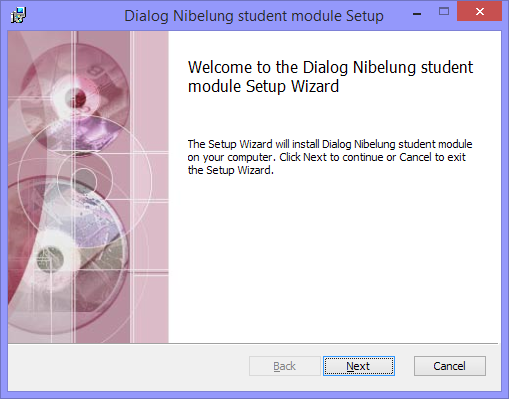 Dialog Nibelung student module Setup
Welcome to the Dialog Nibelung student
module Setup Wizard
The Setup Wizard will install Dialog Nibelung student module
on your computer. Click Next to continue or Cancel to exit
the Setup Wizard.
Back
Next
Cancel